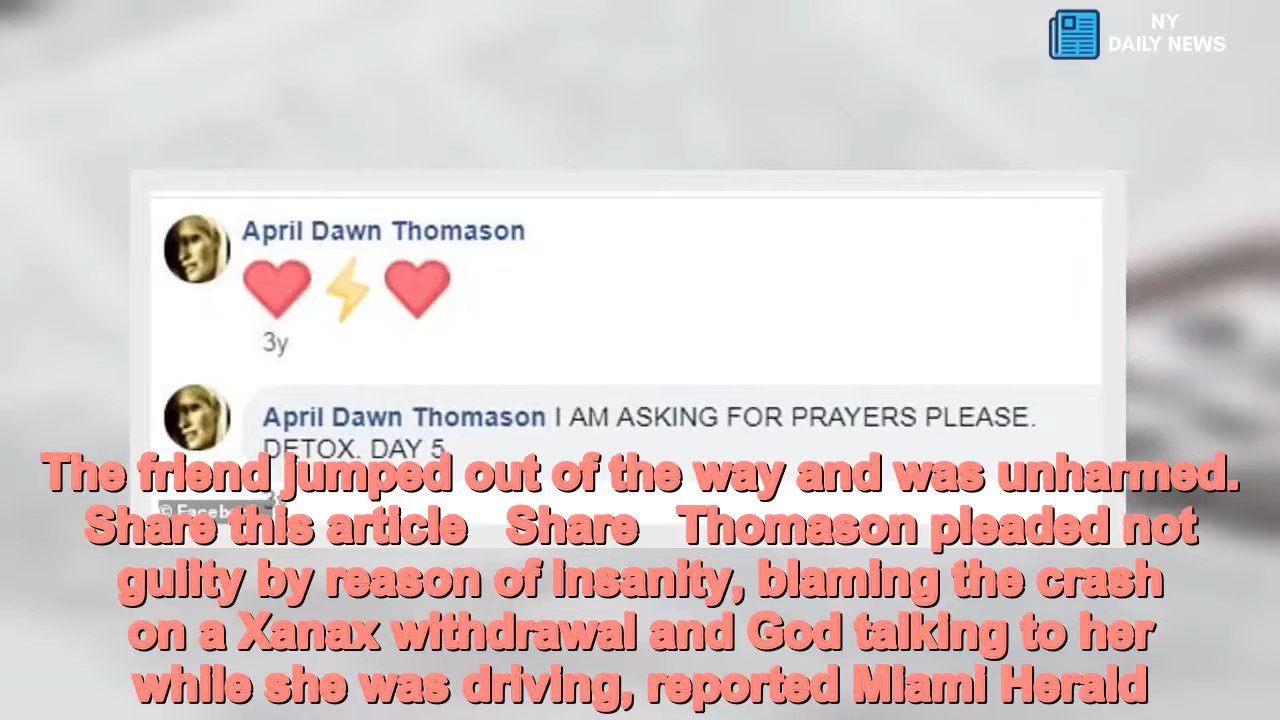 NY
DAILY NEWS
April Dawn Thomason
3y
April Dawn Thomason I AM ASKING FOR PRAYERS PLEASE.
DETOX. DAY 5
The friend jumped out of the way and was unharmed.
Share this article Share Thomason pleaded not
guilty by reason of insanity, blaming the crash
on a Xanax withdrawal and God talking to her
while she was driving, reported Miami Herald